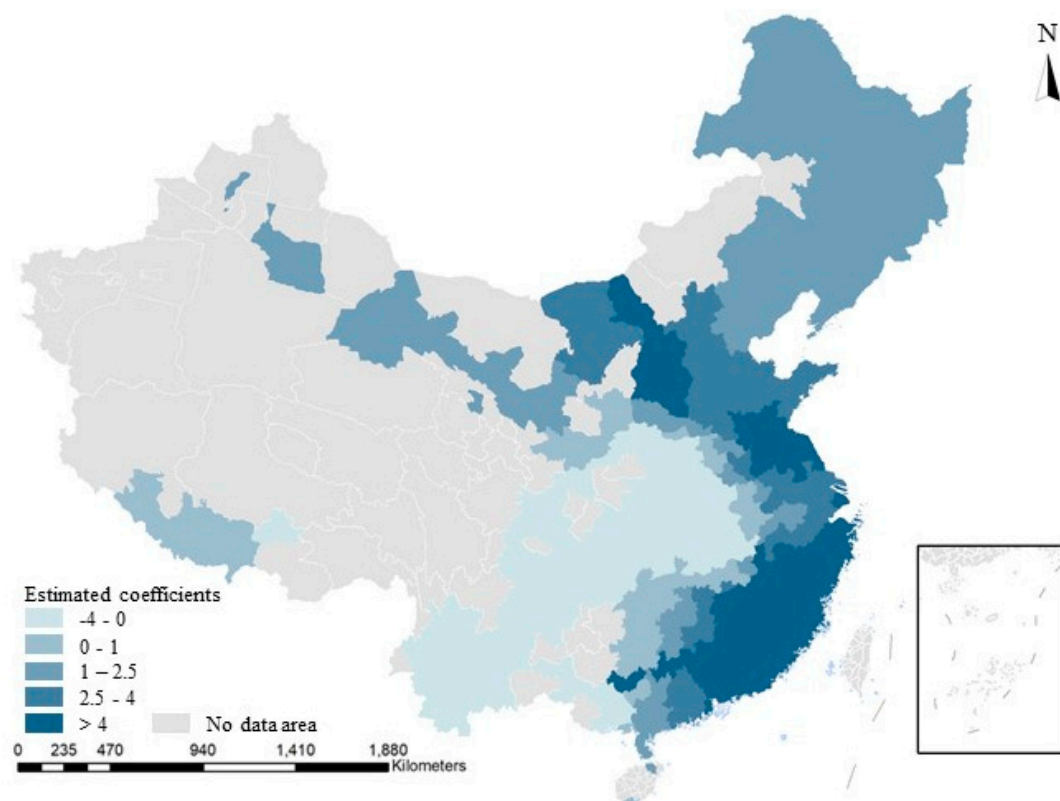 N
Estimated coefficients
-4 - 0
0 - 1
1 – 2.5
2.5 - 4
> 4
No data area
0 235 470 940 1,410 1,880
Kilometers